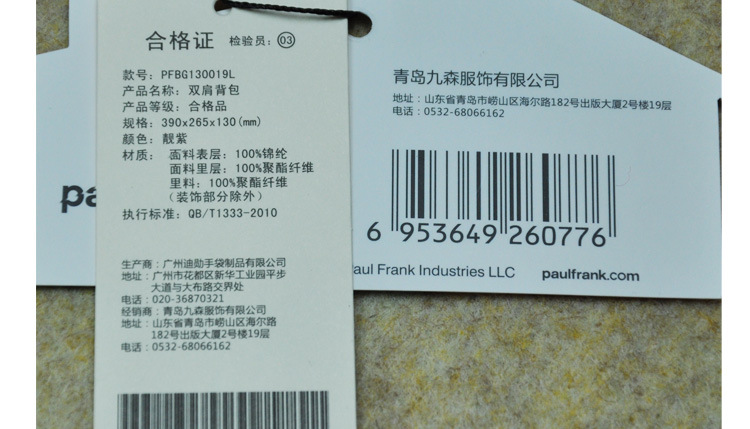 合格证 检验员：03
款号：PFBG130019L
产品名称：双肩背包
产品等级：合格品
规格：390x265x130(mm)
颜色：靓紫
材质：面料表层：100%锦纶
面料里层：100%聚酯纤维
里料：100%聚酯纤维
（装饰部分除外）
执行标准：QB/T1333-2010
生产商：广州迪励手袋制品有限公司
地址：广州市花都区新华工业园平步
大道与大布路交界处
电话：020-36870321
经销商：青岛九森服饰有限公司
地址：山东省青岛市崂山区海尔路
182号出版大厦2号楼19层
电话：0532-68066162
青岛九森服饰有限公司
地址：山东省青岛市崂山区海尔路182号出版大厦2号楼19层
电话：0532-68066162
6 953649 260776
aul Frank Industries LLC paulfrank.com
pa